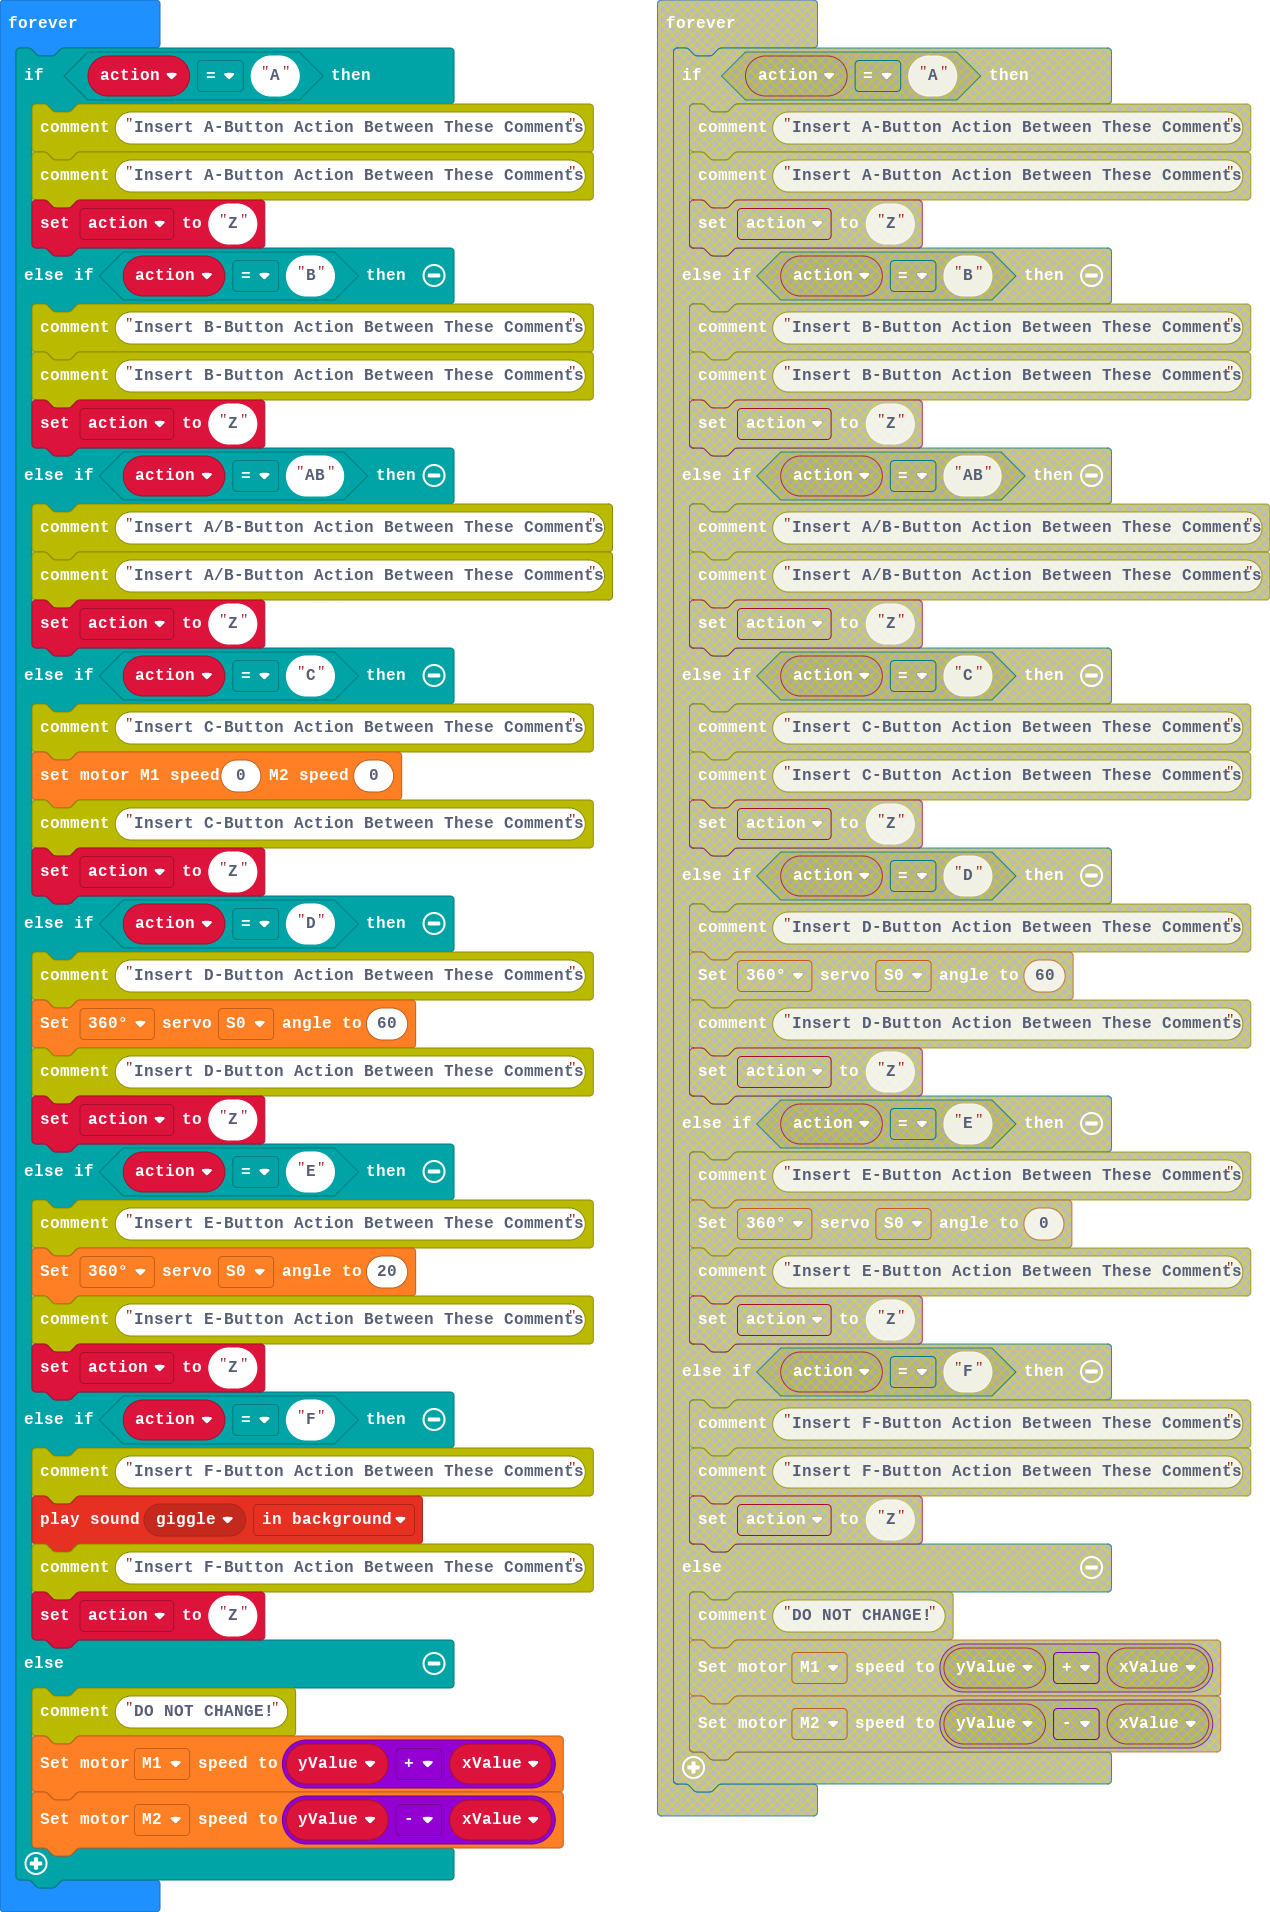 forever
if action = "A" then
comment "Insert A-Button Action Between These Comments"
comment "Insert A-Button Action Between These Comments"
set action to "Z"
else if action = "B" then
comment "Insert B-Button Action Between These Comments"
comment "Insert B-Button Action Between These Comments"
set action to "Z"
else if action = "AB" then
comment "Insert A/B-Button Action Between These Comments"
comment "Insert A/B-Button Action Between These Comments"
set action to "Z"
else if action = "C" then
comment "Insert C-Button Action Between These Comments"
set motor M1 speed 0 M2 speed 0
comment "Insert C-Button Action Between These Comments"
set action to "Z"
else if action = "D" then
comment "Insert D-Button Action Between These Comments"
Set 360° servo S0 angle to 60
comment "Insert D-Button Action Between These Comments"
set action to "Z"
else if action = "E" then
comment "Insert E-Button Action Between These Comments"
Set 360° servo S0 angle to 20
comment "Insert E-Button Action Between These Comments"
set action to "Z"
else if action = "F" then
comment "Insert F-Button Action Between These Comments"
play sound giggle in background
comment "Insert F-Button Action Between These Comments"
set action to "Z"
else
comment "DO NOT CHANGE!"
Set motor M1 speed to yValue + xValue
Set motor M2 speed to yValue - xValue
forever
if action = "A" then
comment "Insert A-Button Action Between These Comments"
comment "Insert A-Button Action Between These Comments"
set action to "Z"
else if action = "B" then
comment "Insert B-Button Action Between These Comments"
comment "Insert B-Button Action Between These Comments"
set action to "Z"
else if action = "AB" then
comment "Insert A/B-Button Action Between These Comments"
comment "Insert A/B-Button Action Between These Comments"
set action to "Z"
else if action = "C" then
comment "Insert C-Button Action Between These Comments"
comment "Insert C-Button Action Between These Comments"
set action to "Z"
else if action = "D" then
comment "Insert D-Button Action Between These Comments"
Set 360° servo S0 angle to 60
comment "Insert D-Button Action Between These Comments"
set action to "Z"
else if action = "E" then
comment "Insert E-Button Action Between These Comments"
Set 360° servo S0 angle to 0
comment "Insert E-Button Action Between These Comments"
set action to "Z"
else if action = "F" then
comment "Insert F-Button Action Between These Comments"
comment "Insert F-Button Action Between These Comments"
set action to "Z"
else
comment "DO NOT CHANGE!"
Set motor M1 speed to yValue + xValue
Set motor M2 speed to yValue - xValue